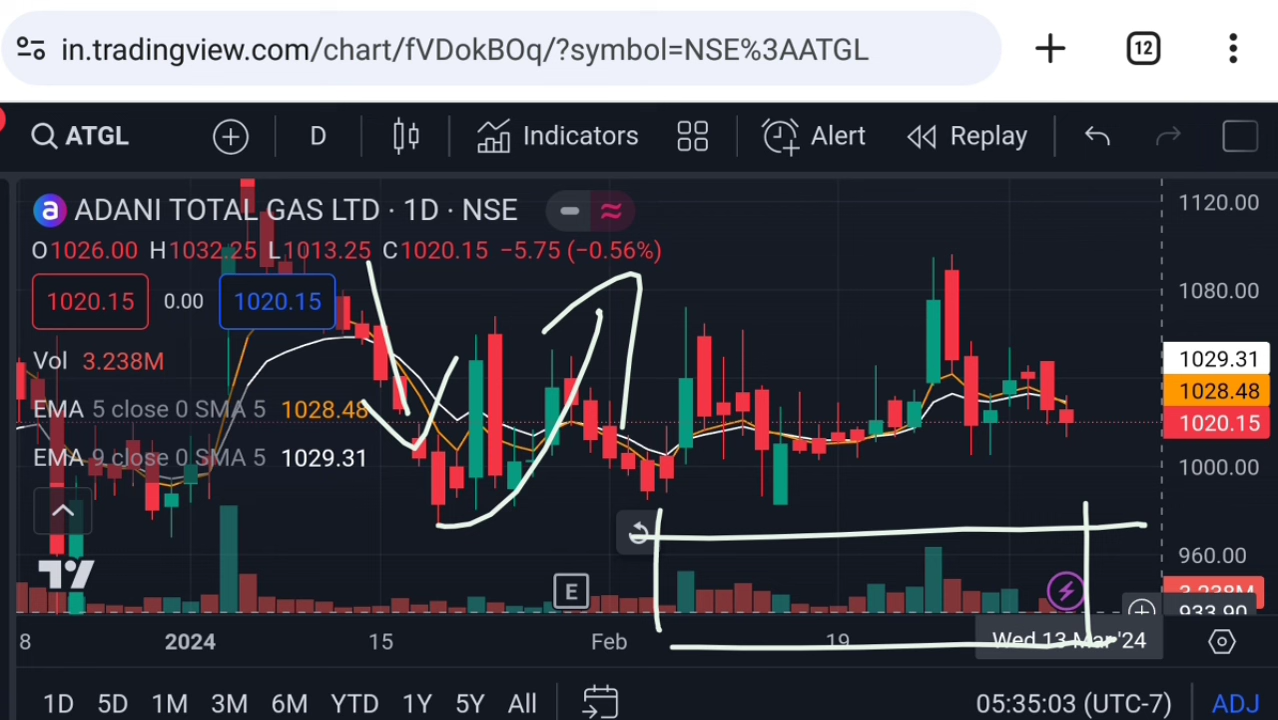 in.tradingview.com/chart/fVDokBOq/?symbol=NSE%3AATGL
12
ATGL D Indicators Alert Replay
ADANI TOTAL GAS LTD · 1D · NSE
O1026.00 H1032.25 L1013.25 C1020.15 −5.75 (−0.56%)
1020.15 0.00 1020.15
Vol 3.238M
EMA 5 close 0 SMA 5 1028.48
EMA 9 close 0 SMA 5 1029.31
1120.00
1080.00
1029.31
1028.48
1020.15
1000.00
960.00
3.238M
933.90
E
8 2024 15 Feb 19 Wed 13 Mar '24
1D 5D 1M 3M 6M YTD 1Y 5Y All 05:35:03 (UTC-7) ADJ